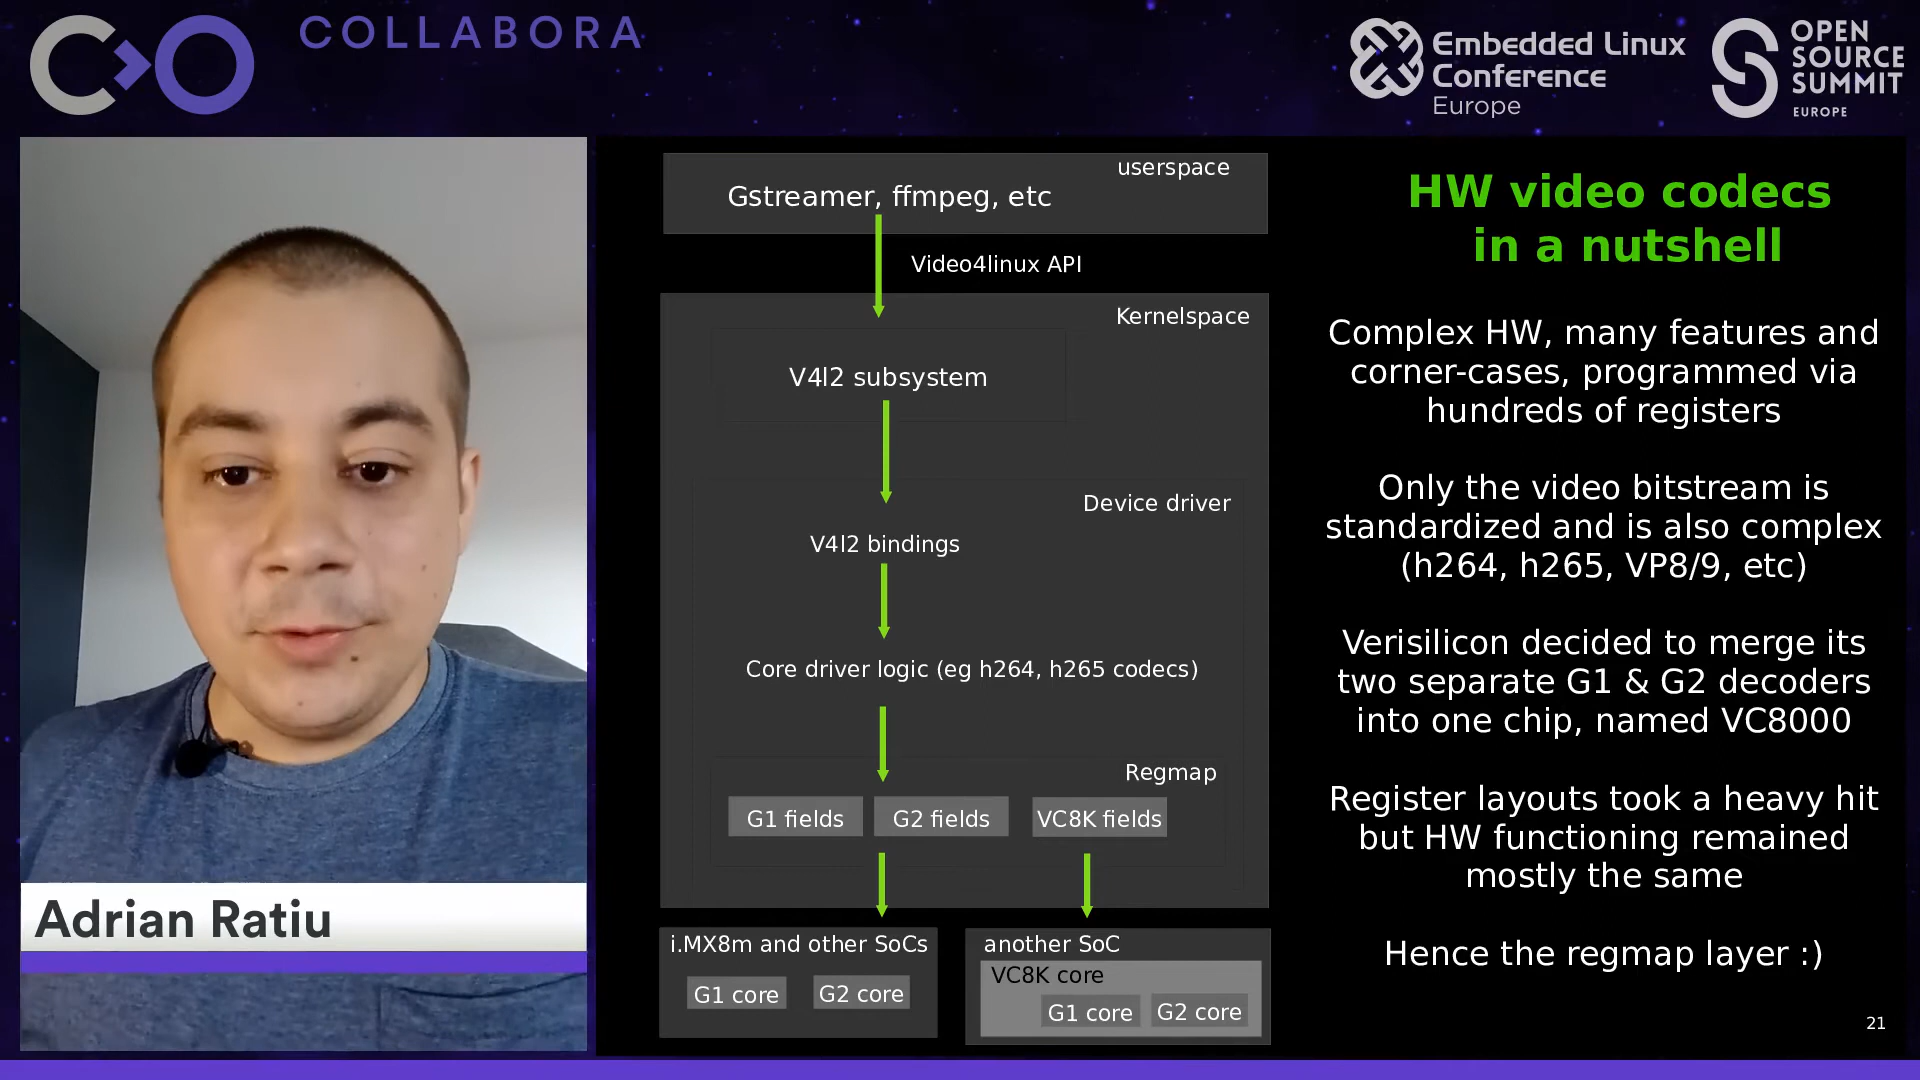 COLLABORA
Embedded Linux
Conference
Europe
OPEN
SOURCE
SUMMIT
EUROPE
Adrian Ratiu
userspace
Gstreamer, ffmpeg, etc
Video4linux API
Kernelspace
V4l2 subsystem
Device driver
V4l2 bindings
Core driver logic (eg h264, h265 codecs)
Regmap
G1 fields
G2 fields
VC8K fields
i.MX8m and other SoCs
G1 core
G2 core
another SoC
VC8K core
G1 core
G2 core
HW video codecs
in a nutshell
Complex HW, many features and
corner-cases, programmed via
hundreds of registers
Only the video bitstream is
standardized and is also complex
(h264, h265, VP8/9, etc)
Verisilicon decided to merge its
two separate G1 & G2 decoders
into one chip, named VC8000
Register layouts took a heavy hit
but HW functioning remained
mostly the same
Hence the regmap layer :)
21